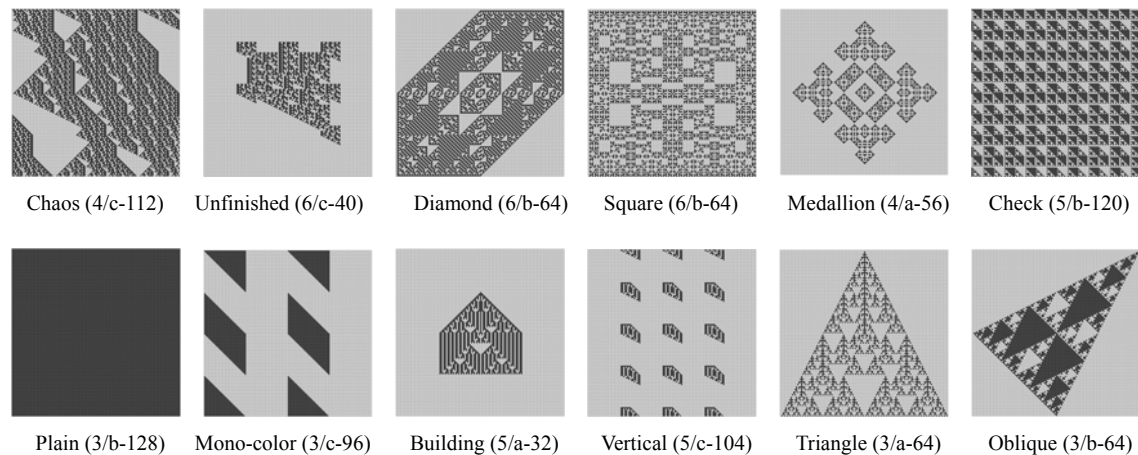 Chaos (4/c-112) Unfinished (6/c-40) Diamond (6/b-64) Square (6/b-64) Medallion (4/a-56) Check (5/b-120)
Plain (3/b-128) Mono-color (3/c-96) Building (5/a-32) Vertical (5/c-104) Triangle (3/a-64) Oblique (3/b-64)